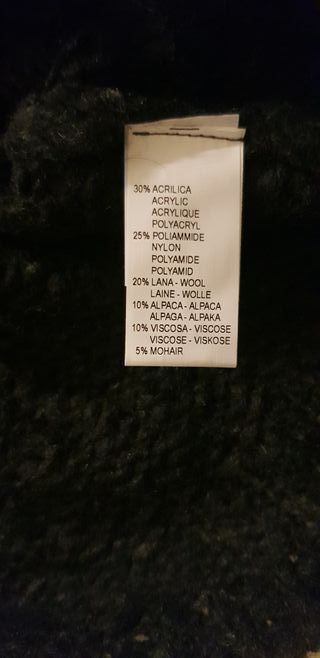 30% ACRILICA
ACRYLIC
ACRYLIQUE
POLYACRYL
25% POLIAMMIDE
NYLON
POLYAMIDE
POLYAMID
20% LANA - WOOL
LAINE - WOLLE
10% ALPACA - ALPACA
ALPAGA - ALPAKA
10% VISCOSA - VISCOSE
VISCOSE - VISKOSE
5% MOHAIR